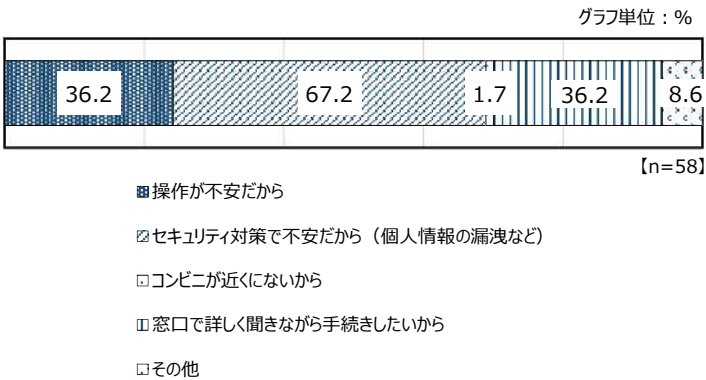 グラフ単位：％
36.2 67.2 1.7 36.2 8.6
【n=58】
操作が不安だから
セキュリティ対策で不安だから（個人情報の漏洩など）
コンビニが近くにないから
窓口で詳しく聞きながら手続きしたいから
その他